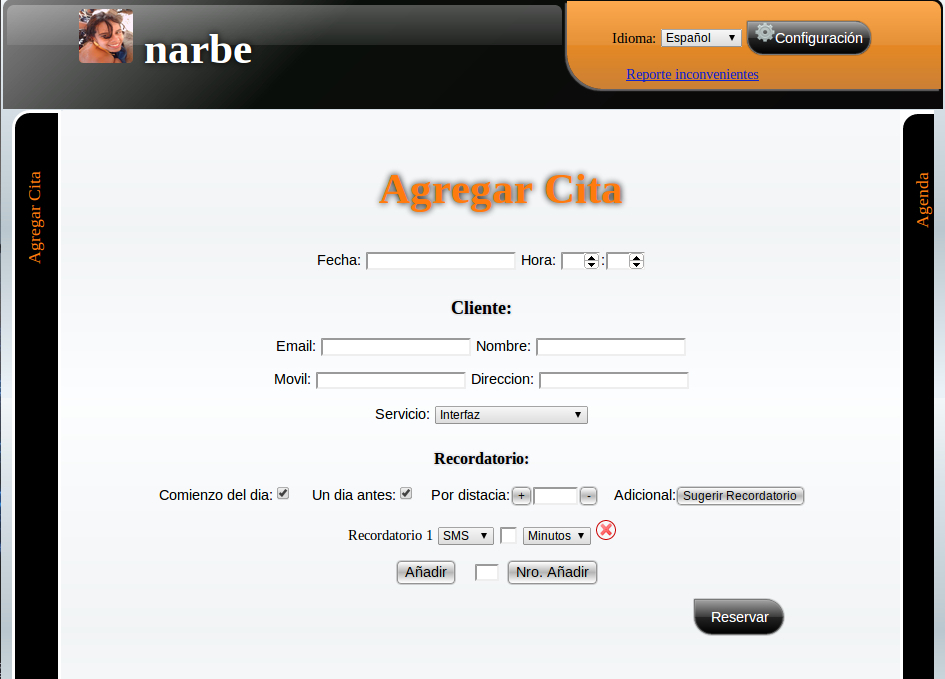 narbe
Idioma: Español Configuración
Reporte inconvenientes
Agregar Cita
Agenda
Agregar Cita
Fecha: Hora: :
Cliente:
Email: Nombre:
Movil: Direccion:
Servicio: Interfaz
Recordatorio:
Comienzo del dia: Un dia antes: Por distacia: + - Adicional: Sugerir Recordatorio
Recordatorio 1 SMS Minutos
Añadir Nro. Añadir
Reservar